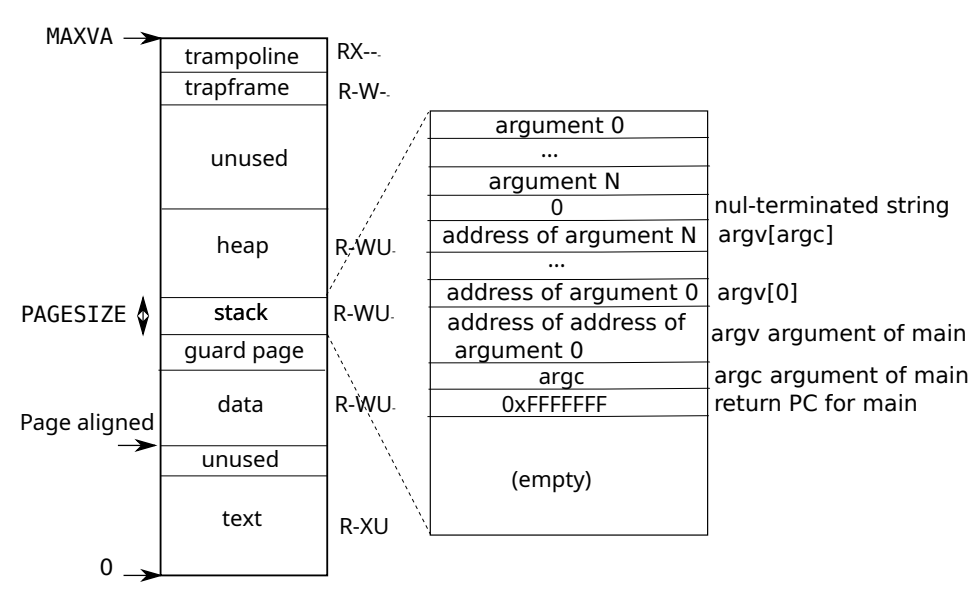 MAXVA
trampoline RX--
trapframe R-W-
unused
heap R-WU
PAGESIZE stack R-WU
guard page
data R-WU
Page aligned
unused
text R-XU
0
argument 0
...
argument N
0 nul-terminated string
address of argument N argv[argc]
...
address of argument 0 argv[0]
address of address of
argument 0 argv argument of main
argc argc argument of main
0xFFFFFFF return PC for main
(empty)